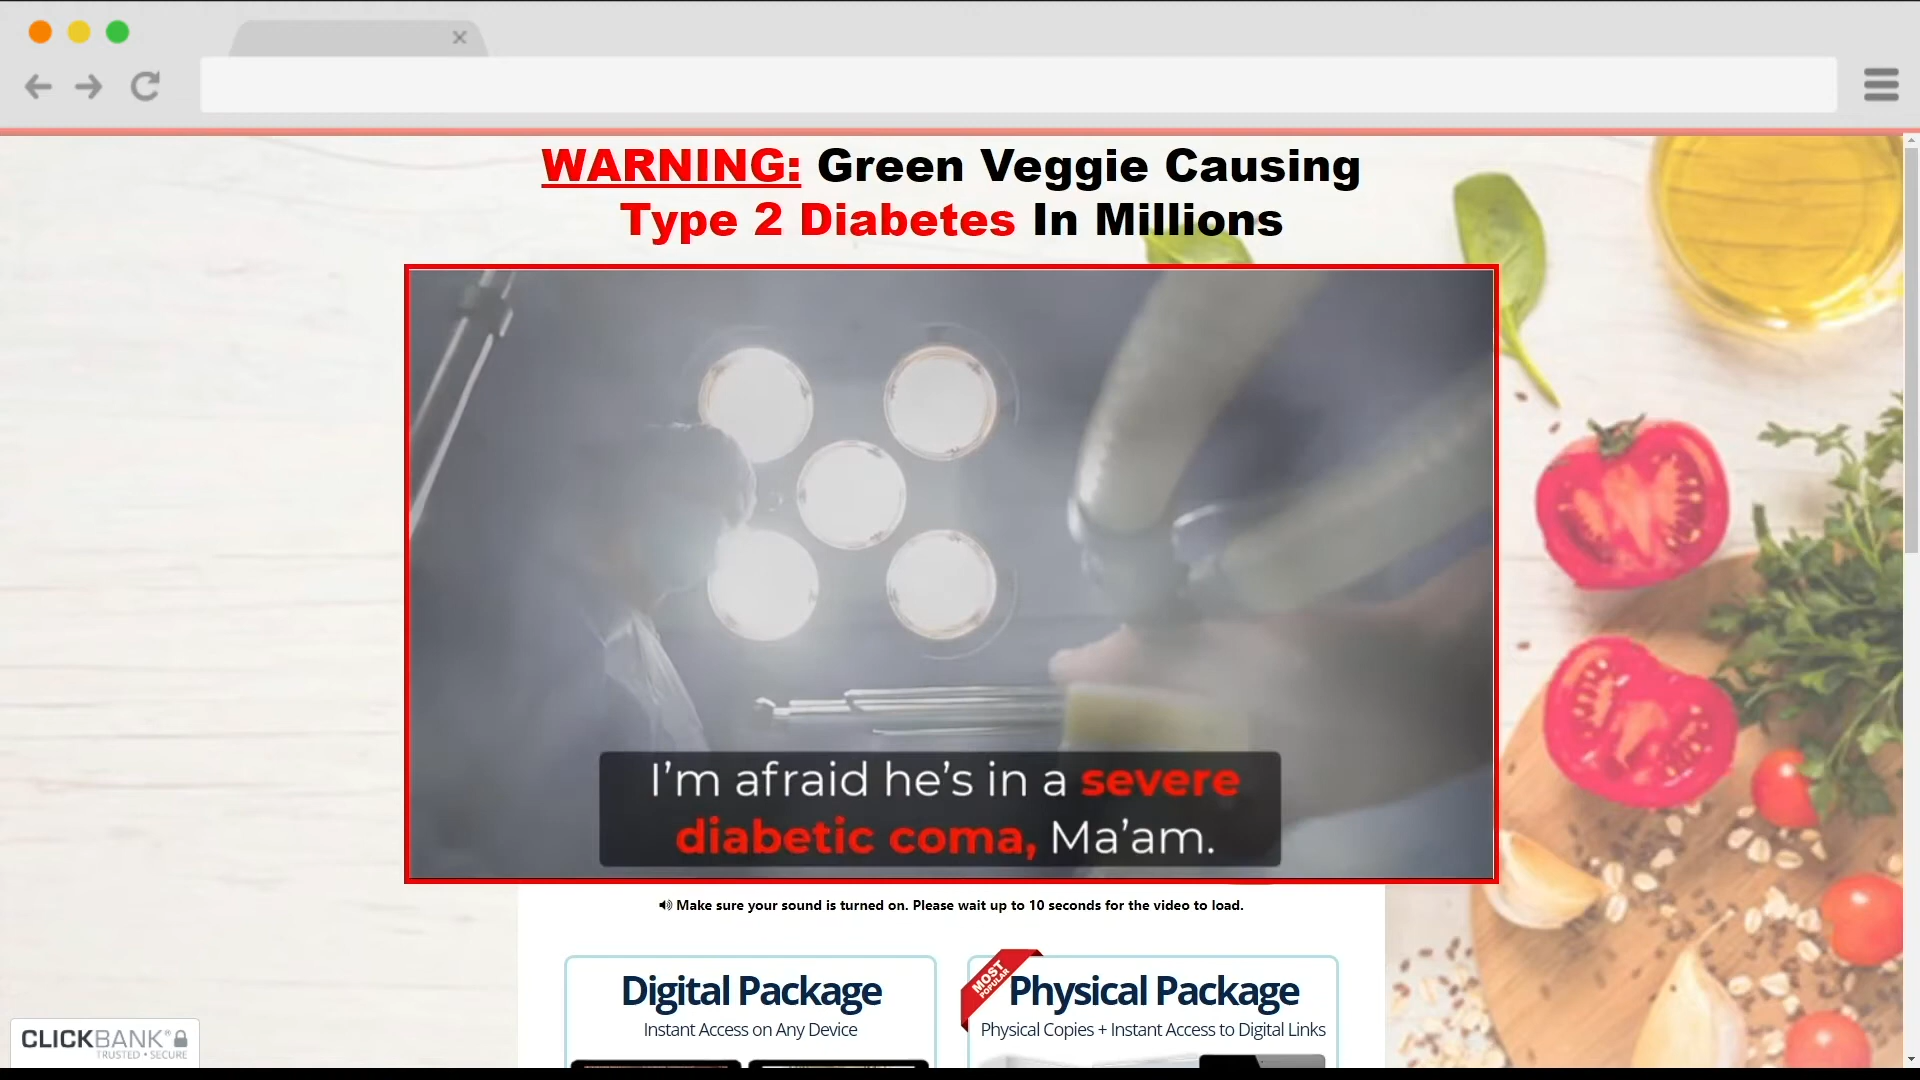 WARNING: Green Veggie Causing
Type 2 Diabetes In Millions
I'm afraid he's in a severe
diabetic coma, Ma'am.
Make sure your sound is turned on. Please wait up to 10 seconds for the video to load.
Digital Package
Instant Access on Any Device
MOST
POPULAR
Physical Package
Physical Copies + Instant Access to Digital Links
CLICKBANK®
TRUSTED • SECURE